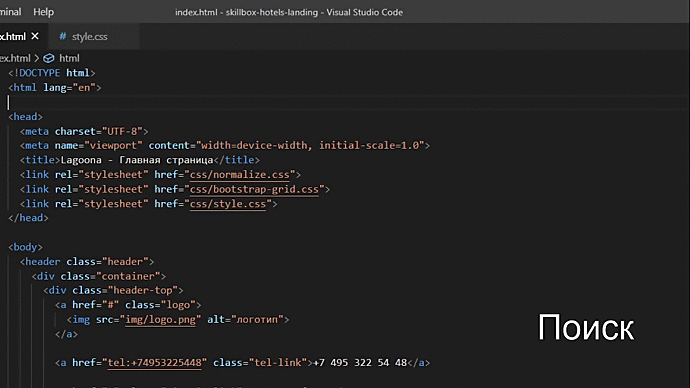 minal Help index.html - skillbox-hotels-landing - Visual Studio Code
x.html × # style.css
ex.html > html
<!DOCTYPE html>
<html lang="en">
<head>
<meta charset="UTF-8">
<meta name="viewport" content="width=device-width, initial-scale=1.0">
<title>Lagoona - Главная страница</title>
<link rel="stylesheet" href="css/normalize.css">
<link rel="stylesheet" href="css/bootstrap-grid.css">
<link rel="stylesheet" href="css/style.css">
</head>
<body>
<header class="header">
<div class="container">
<div class="header-top">
<a href="#" class="logo">
<img src="img/logo.png" alt="логотип">
</a>
Поиск
<a href="tel:+74953225448" class="tel-link">+7 495 322 54 48</a>